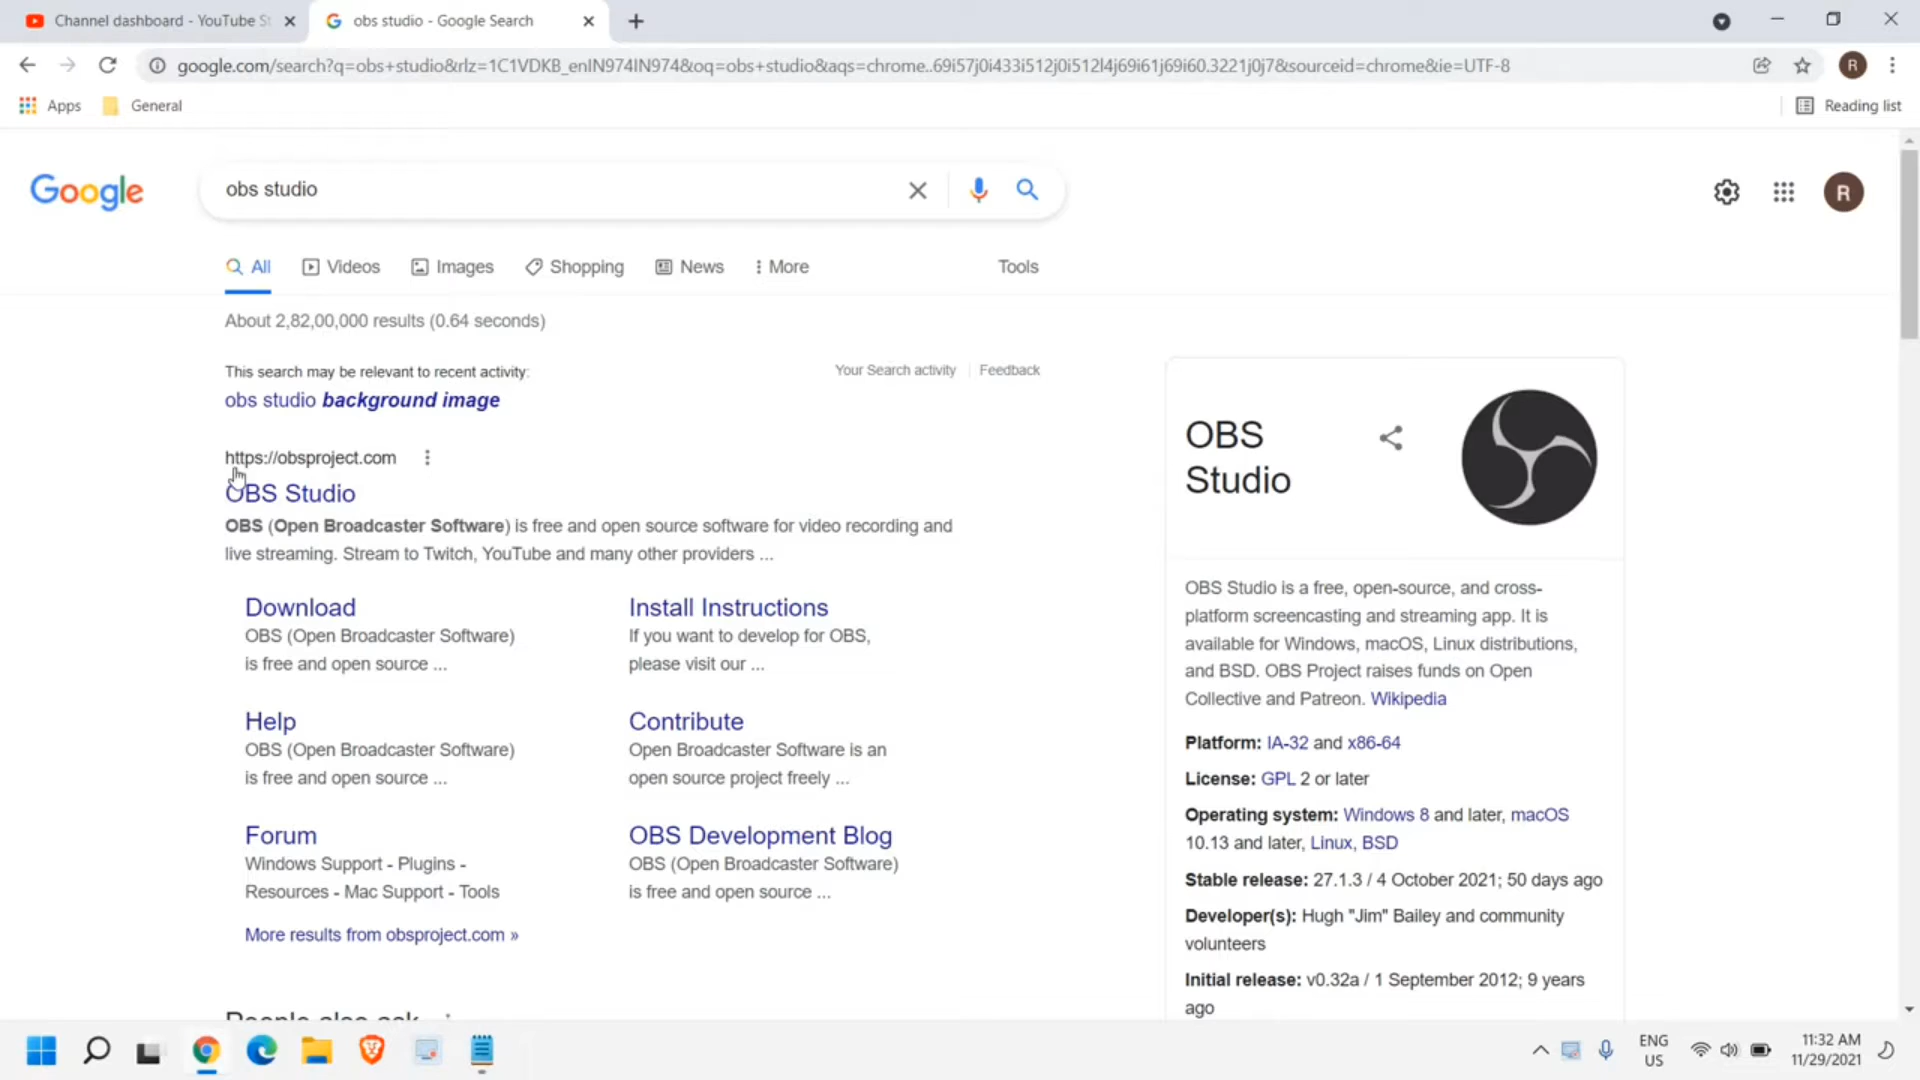 Channel dashboard - YouTube St
obs studio - Google Search
google.com/search?q=obs+studio&rlz=1C1VDKB_enIN974IN974&oq=obs+studio&aqs=chrome..69i57j0i433i512j0i512l4j69i61j69i60.3221j0j7&sourceid=chrome&ie=UTF-8
R
Apps
General
Reading list
Google
obs studio
R
All
Videos
Images
Shopping
News
More
Tools
About 2,82,00,000 results (0.64 seconds)
This search may be relevant to recent activity:
Your Search activity
Feedback
obs studio background image
https://obsproject.com
OBS Studio
OBS (Open Broadcaster Software) is free and open source software for video recording and
live streaming. Stream to Twitch, YouTube and many other providers ...
Download
OBS (Open Broadcaster Software)
is free and open source ...
Install Instructions
If you want to develop for OBS,
please visit our ...
Help
OBS (Open Broadcaster Software)
is free and open source ...
Contribute
Open Broadcaster Software is an
open source project freely ...
Forum
Windows Support - Plugins -
Resources - Mac Support - Tools
OBS Development Blog
OBS (Open Broadcaster Software)
is free and open source ...
More results from obsproject.com »
People also ask
OBS
Studio
OBS Studio is a free, open-source, and cross-
platform screencasting and streaming app. It is
available for Windows, macOS, Linux distributions,
and BSD. OBS Project raises funds on Open
Collective and Patreon. Wikipedia
Platform: IA-32 and x86-64
License: GPL 2 or later
Operating system: Windows 8 and later, macOS
10.13 and later, Linux, BSD
Stable release: 27.1.3 / 4 October 2021; 50 days ago
Developer(s): Hugh "Jim" Bailey and community
volunteers
Initial release: v0.32a / 1 September 2012; 9 years
ago
ENG
US
11:32 AM
11/29/2021